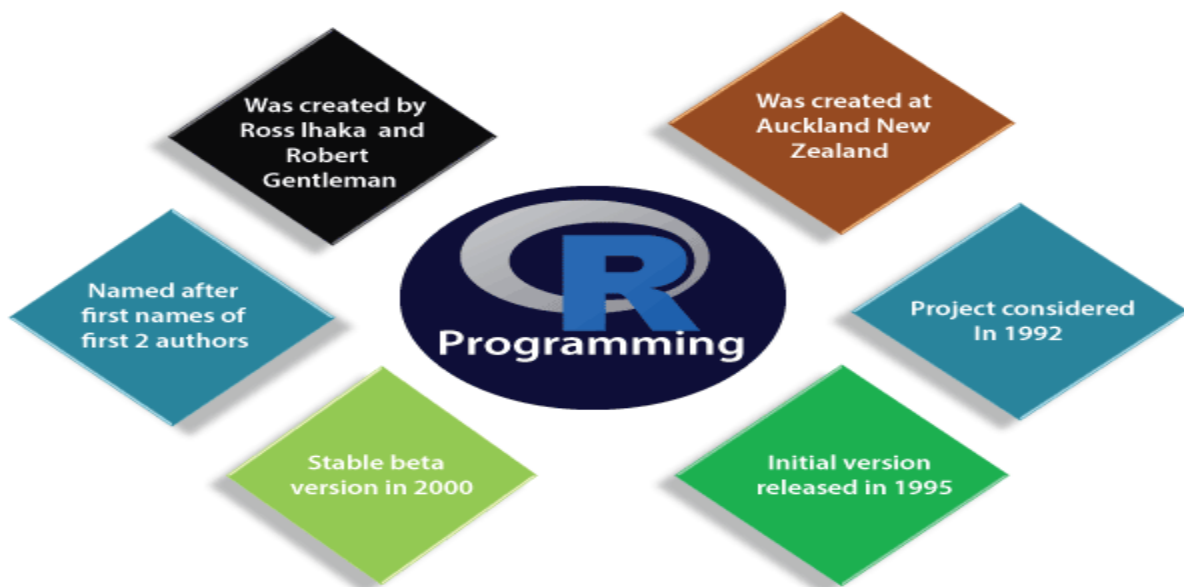 Was created by
Ross Ihaka and
Robert
Gentleman
Was created at
Auckland New
Zealand
Named after
first names of
first 2 authors
R
Programming
Project considered
In 1992
Stable beta
version in 2000
Initial version
released in 1995